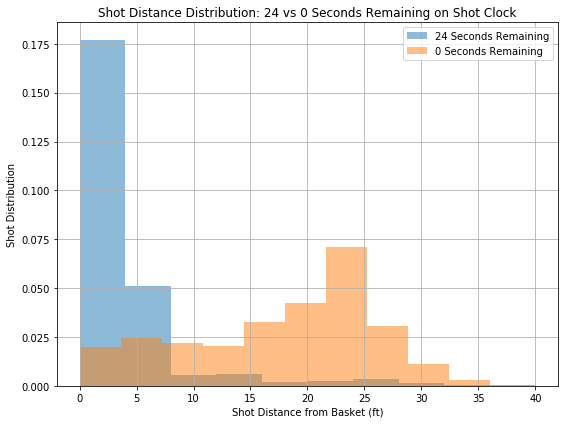 Shot Distance Distribution: 24 vs 0 Seconds Remaining on Shot Clock
24 Seconds Remaining
0 Seconds Remaining
Shot Distribution
0.175
0.150
0.125
0.100
0.075
0.050
0.025
0.000
0 5 10 15 20 25 30 35 40
Shot Distance from Basket (ft)